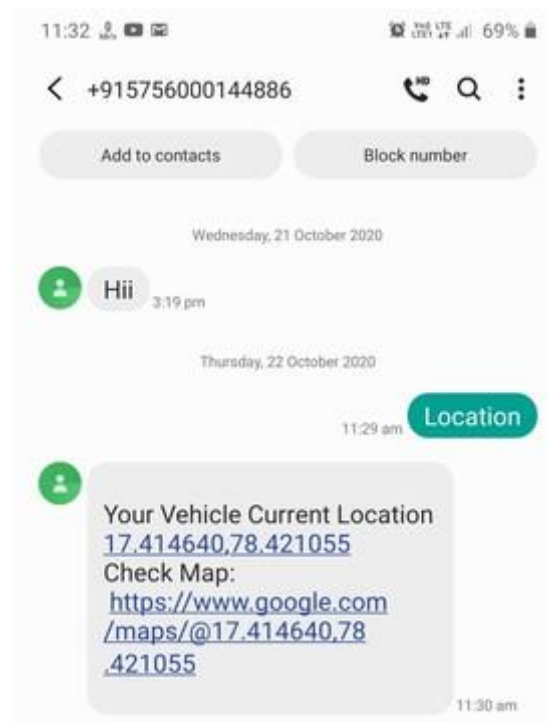 11:32
69%
+915756000144886
Add to contacts
Block number
Wednesday, 21 October 2020
Hii
3:19 pm
Thursday, 22 October 2020
Location
11:29 am
Your Vehicle Current Location
17.414640,78.421055
Check Map:
https://www.google.com
/maps/@17.414640,78
.421055
11:30 am